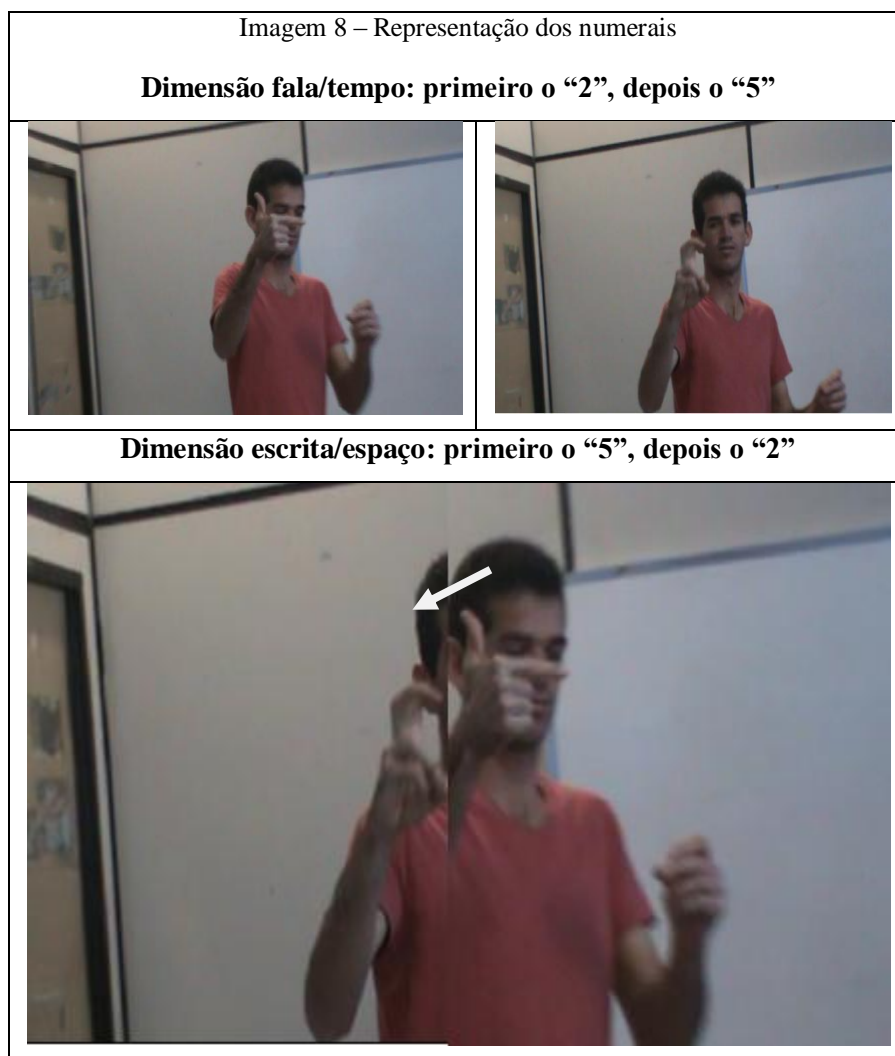 Imagem 8 – Representação dos numerais
Dimensão fala/tempo: primeiro o “2”, depois o “5”
Dimensão escrita/espaço: primeiro o “5”, depois o “2”